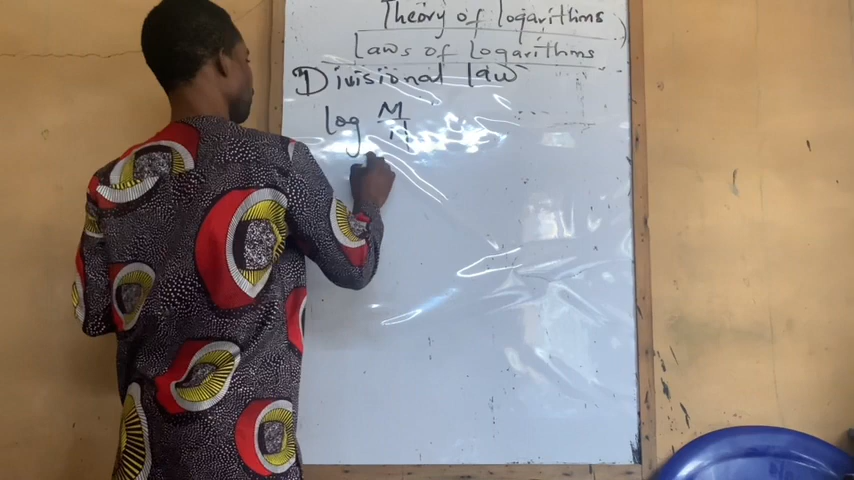 Theory of logarithms
laws of Logarithms
Divisional law
log M
N